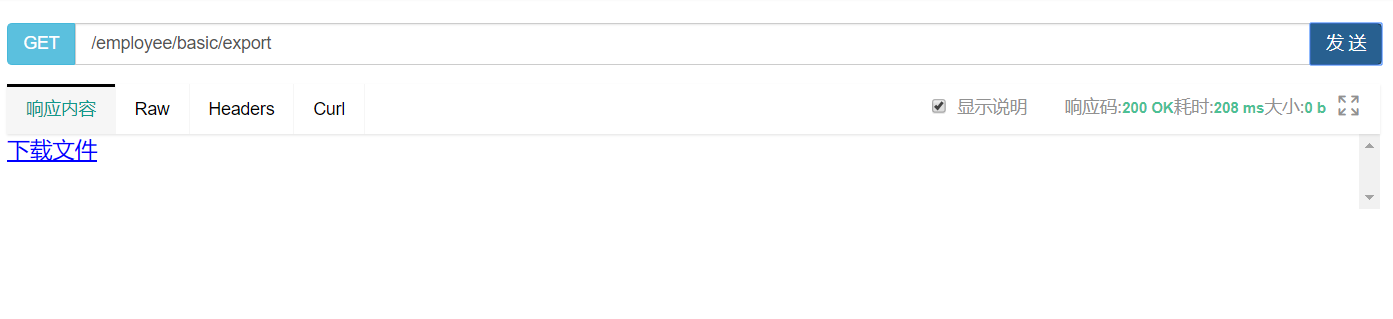 GET /employee/basic/export 发 送
响应内容 Raw Headers Curl 显示说明 响应码:200 OK耗时:208 ms大小:0 b
下载文件